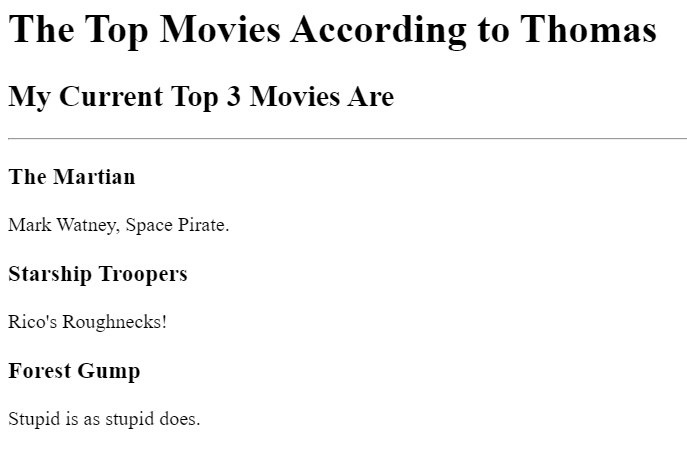 The Top Movies According to Thomas
My Current Top 3 Movies Are
The Martian
Mark Watney, Space Pirate.
Starship Troopers
Rico's Roughnecks!
Forest Gump
Stupid is as stupid does.